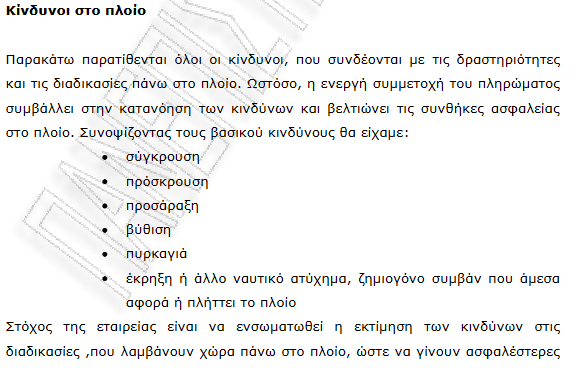 Κίνδυνοι στο πλοίο
Παρακάτω παρατίθενται όλοι οι κίνδυνοι, που συνδέονται με τις δραστηριότητες
και τις διαδικασίες πάνω στο πλοίο. Ωστόσο, η ενεργή συμμετοχή του πληρώματος
συμβάλλει στην κατανόηση των κινδύνων και βελτιώνει τις συνθήκες ασφαλείας
στο πλοίο. Συνοψίζοντας τους βασικού κινδύνους θα είχαμε:
• σύγκρουση
• πρόσκρουση
• προσάραξη
• βύθιση
• πυρκαγιά
• έκρηξη ή άλλο ναυτικό ατύχημα, ζημιογόνο συμβάν που άμεσα
αφορά ή πλήττει το πλοίο
Στόχος της εταιρείας είναι να ενσωματωθεί η εκτίμηση των κινδύνων στις
διαδικασίες ,που λαμβάνουν χώρα πάνω στο πλοίο, ώστε να γίνουν ασφαλέστερες